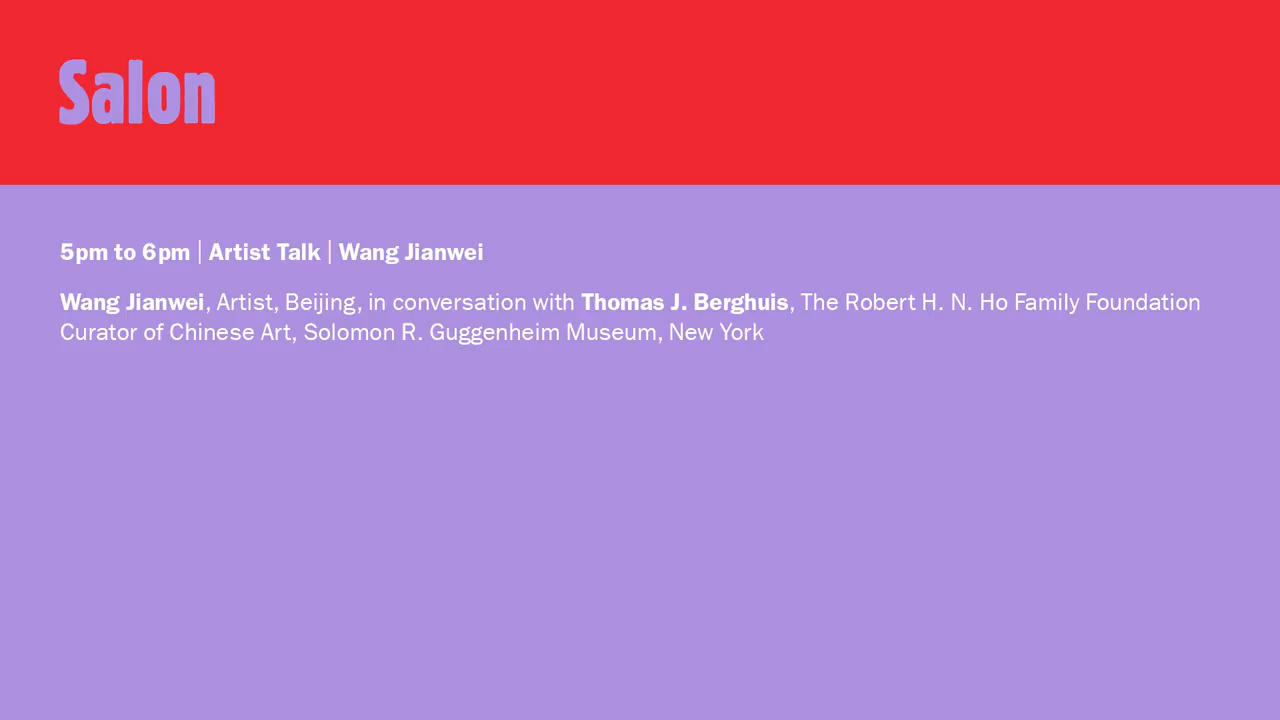 Salon
5pm to 6pm | Artist Talk | Wang Jianwei
Wang Jianwei, Artist, Beijing, in conversation with Thomas J. Berghuis, The Robert H. N. Ho Family Foundation
Curator of Chinese Art, Solomon R. Guggenheim Museum, New York